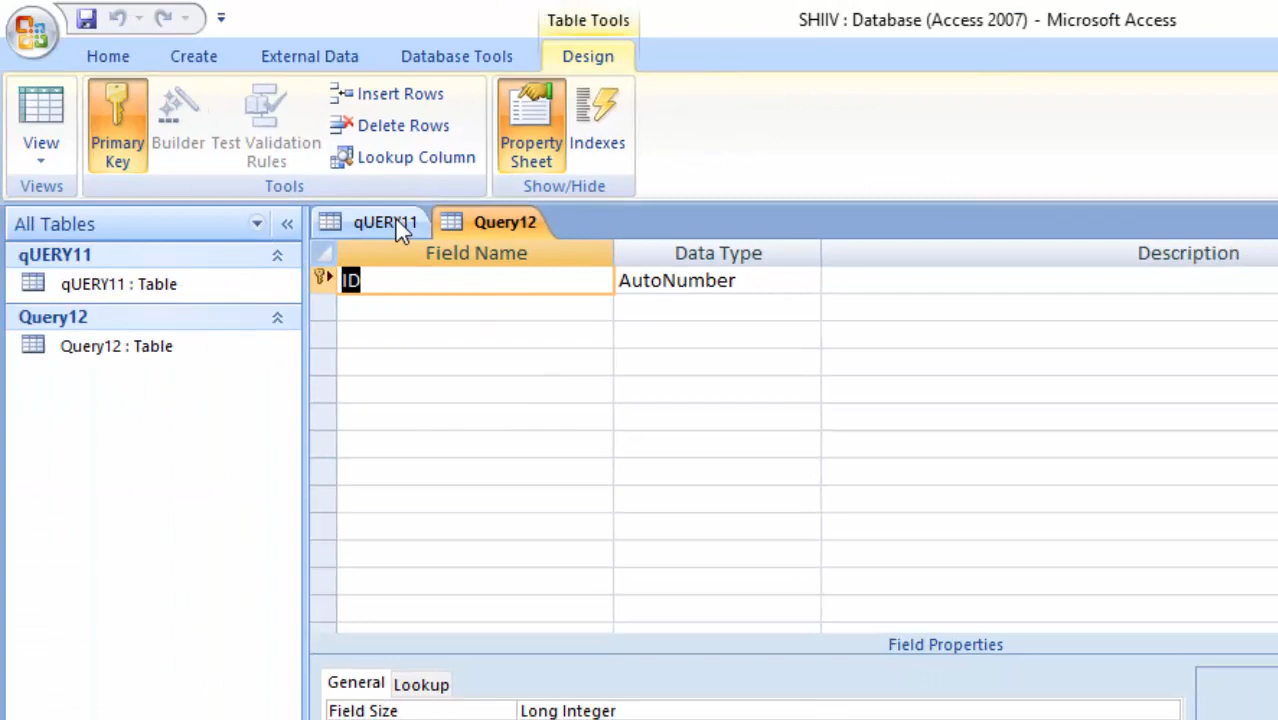 Table Tools
SHIIV : Database (Access 2007) - Microsoft Access
Home Create External Data Database Tools Design
View
Primary Key
Builder
Test Validation Rules
Insert Rows
Delete Rows
Lookup Column
Property Sheet
Indexes
Views Tools Show/Hide
All Tables
qUERY11 Query12
qUERY11
qUERY11 : Table
Query12
Query12 : Table
Field Name Data Type Description
ID AutoNumber
Field Properties
General Lookup
Field Size Long Integer